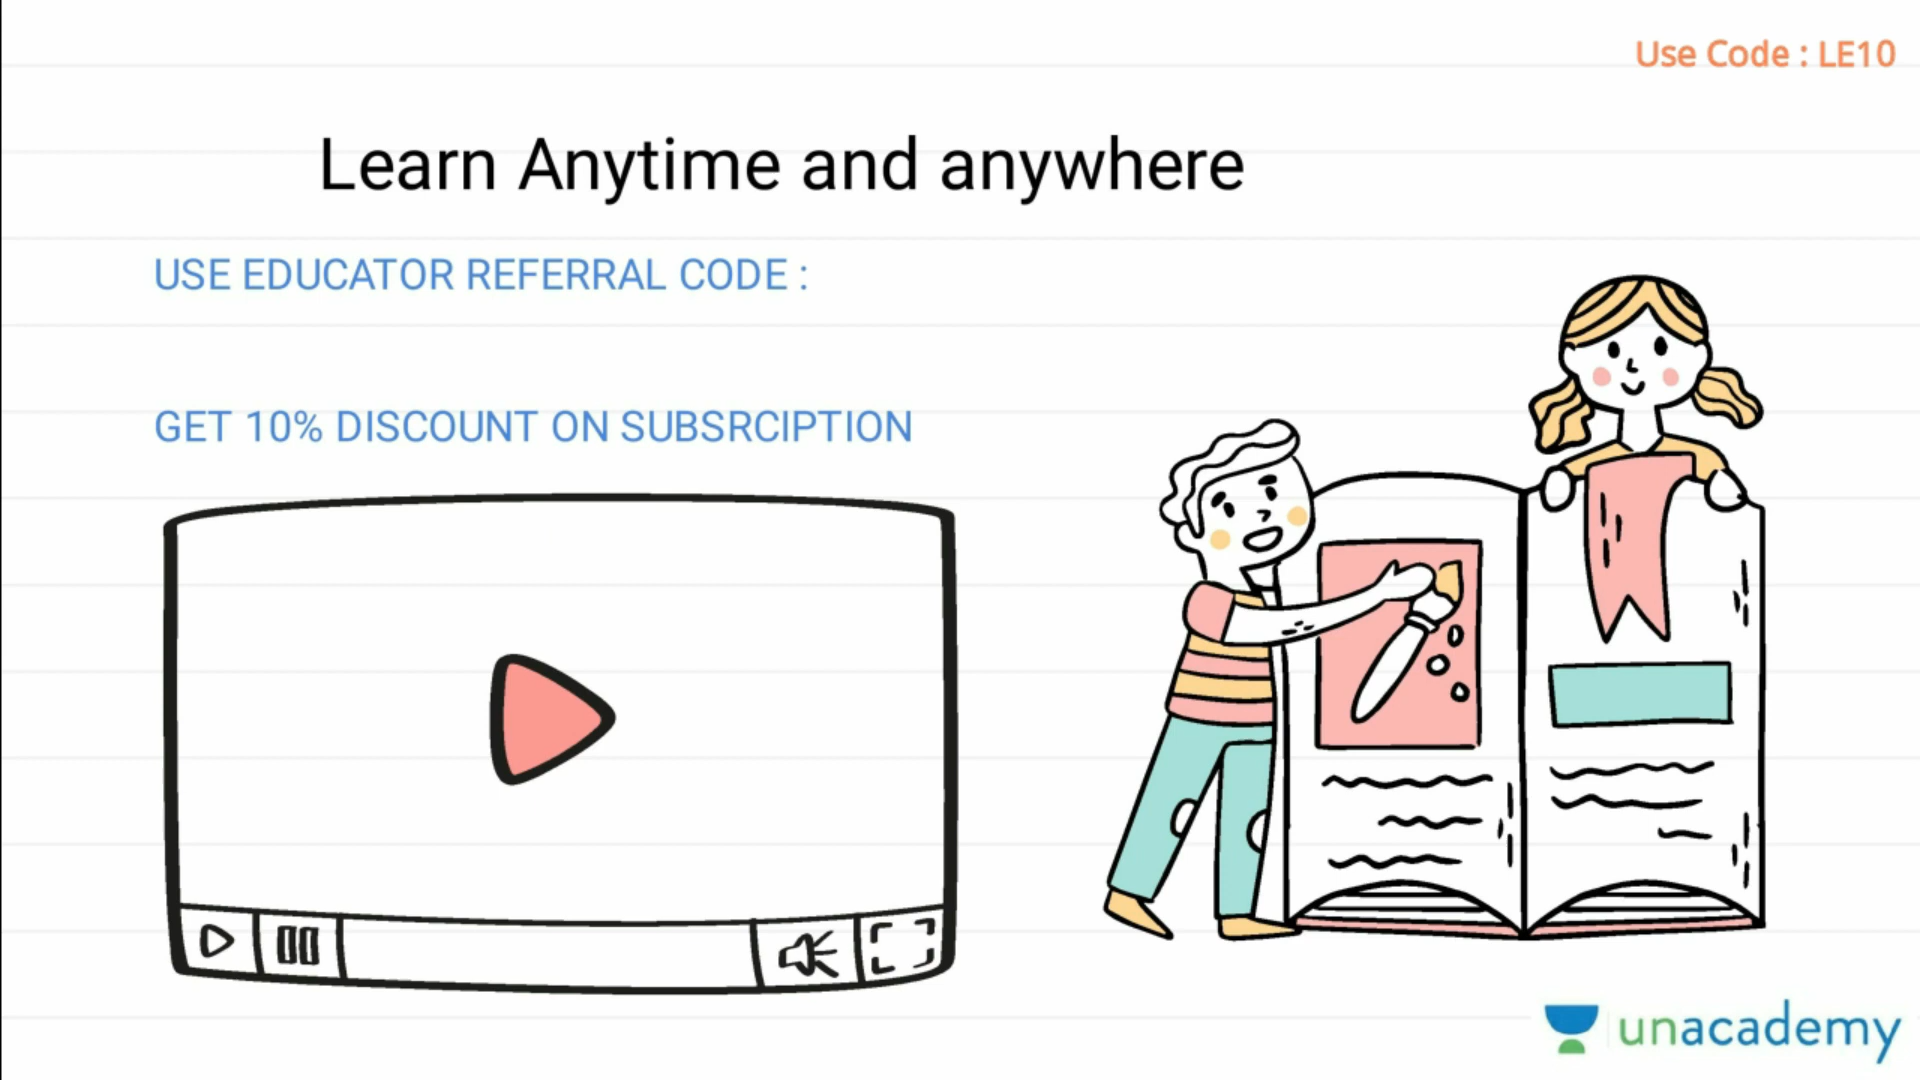 Use Code : LE10
Learn Anytime and anywhere
USE EDUCATOR REFERRAL CODE :
GET 10% DISCOUNT ON SUBSRCIPTION
unacademy